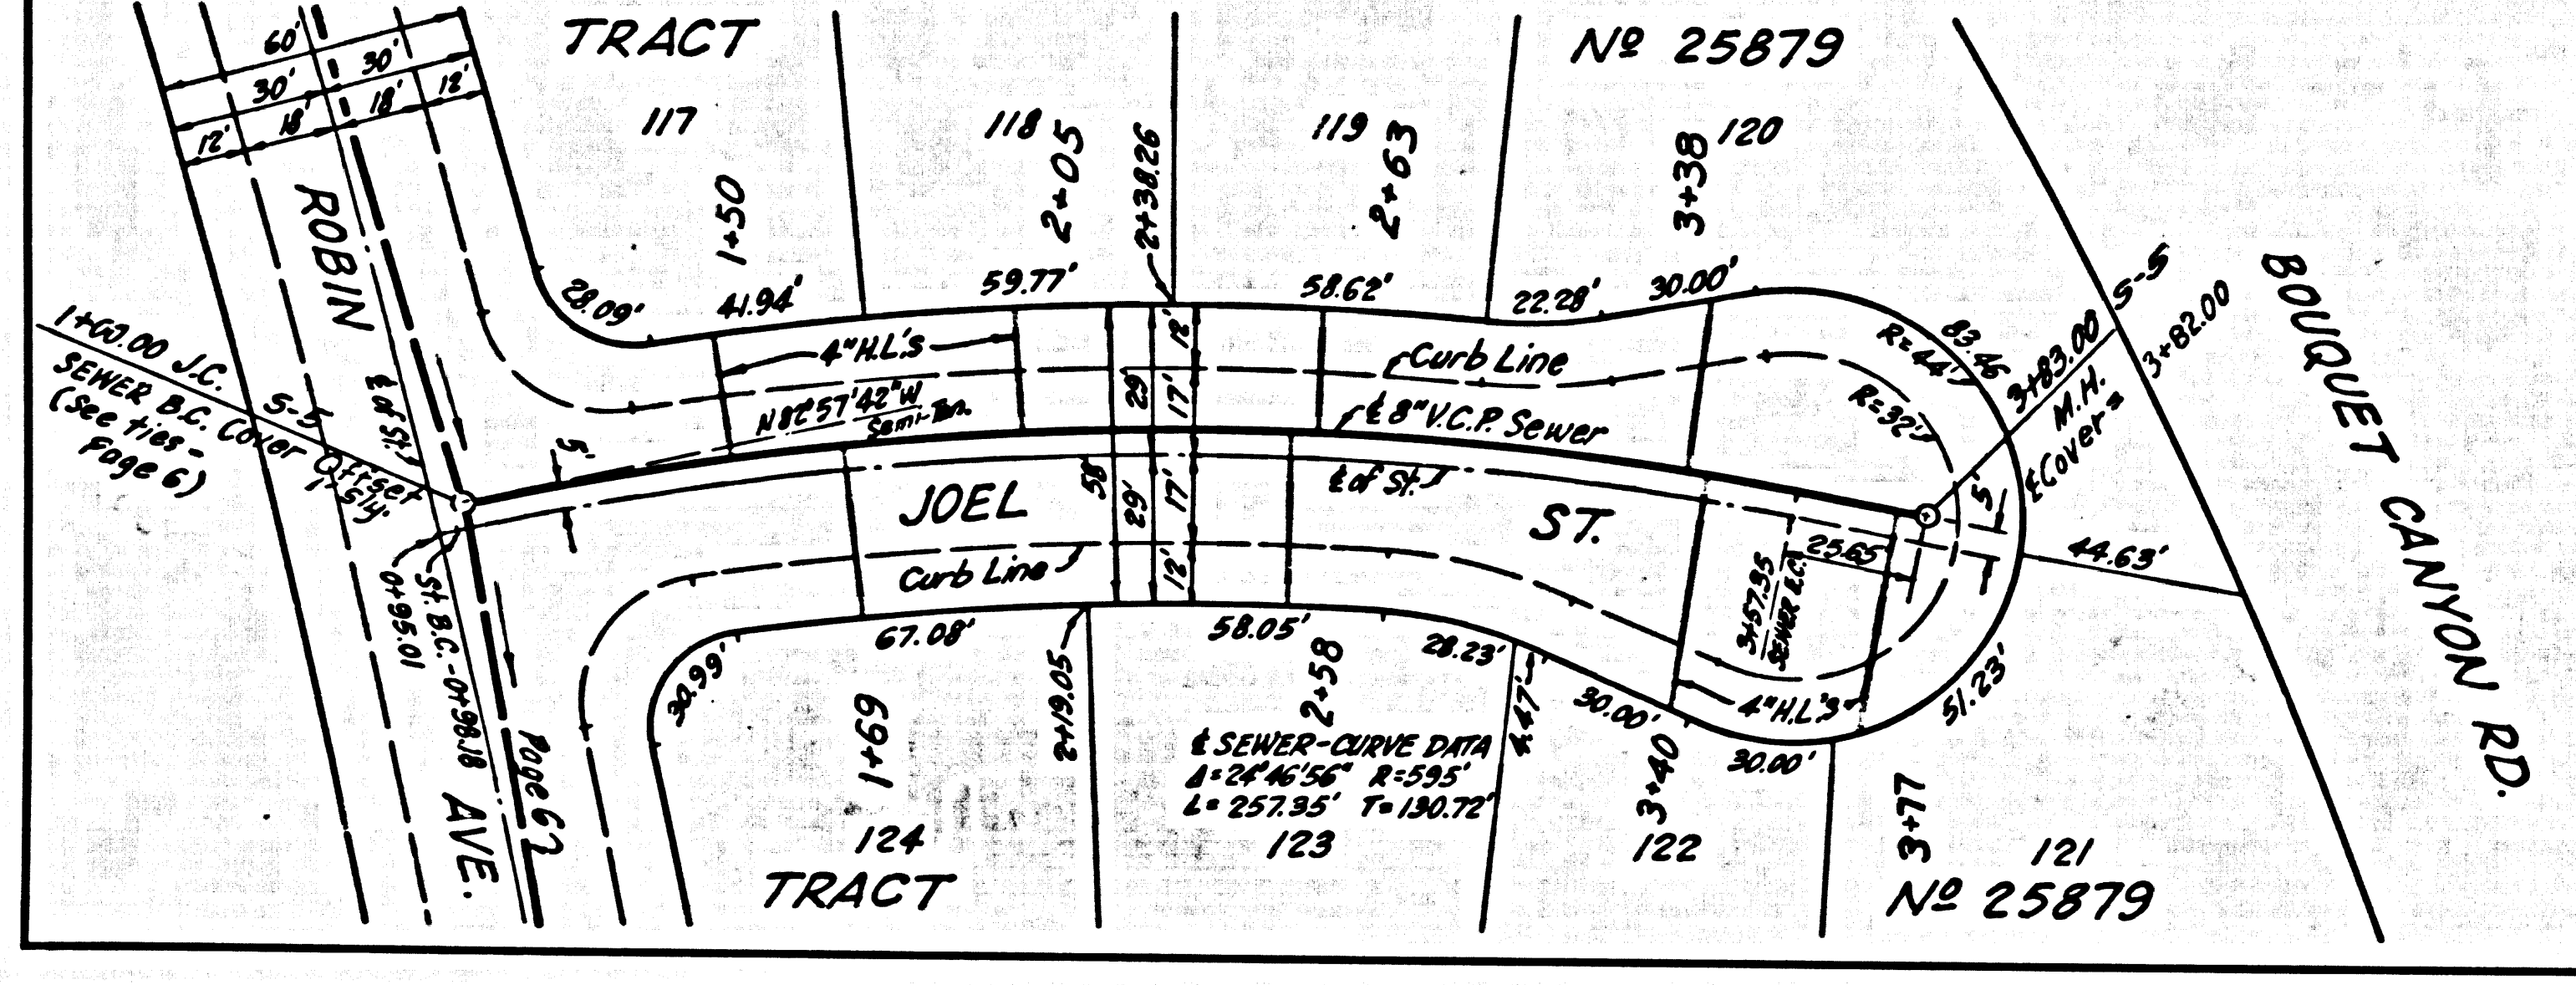 TRACT
Nº 25879
60'
30'
30'
18'
18'
12'
12'
117
118
119
120
1+50
2+05
2+38.26
2+63
3+38
ROBIN
28.09'
41.94'
59.77'
58.62'
22.28'
30.00'
R=44'
83.46
R=32'
3+83.00 S-5
M.H.
℄ Cover =
3+82.00
BOUQUET CANYON RD.
1+00.00 J.C. S-5
SEWER B.C. Cover Offset
(See ties - 1' Sly.
Page 6)
℄ of St.
5'
4" H.L.'S
N 82°57'42" W
Semi-Tan.
29
17'
12'
Curb Line
℄ 8" V.C.P. Sewer
JOEL
58'
29'
17'
12'
℄ of St.
ST.
Curb Line
5'
25.65'
44.63'
3+57.35
SEWER E.C.
0+95.01
St. B.C. - 0+98.18
AVE.
Page 67
30.99'
67.08'
2+19.05
58.05'
28.23'
4.47'
30.00'
4" H.L.'S
30.00'
51.23'
1+69
2+58
3+40
3+77
℄ SEWER-CURVE DATA
Δ=24°46'56" R=595'
L=257.35' T=130.72'
124
123
122
121
TRACT
Nº 25879